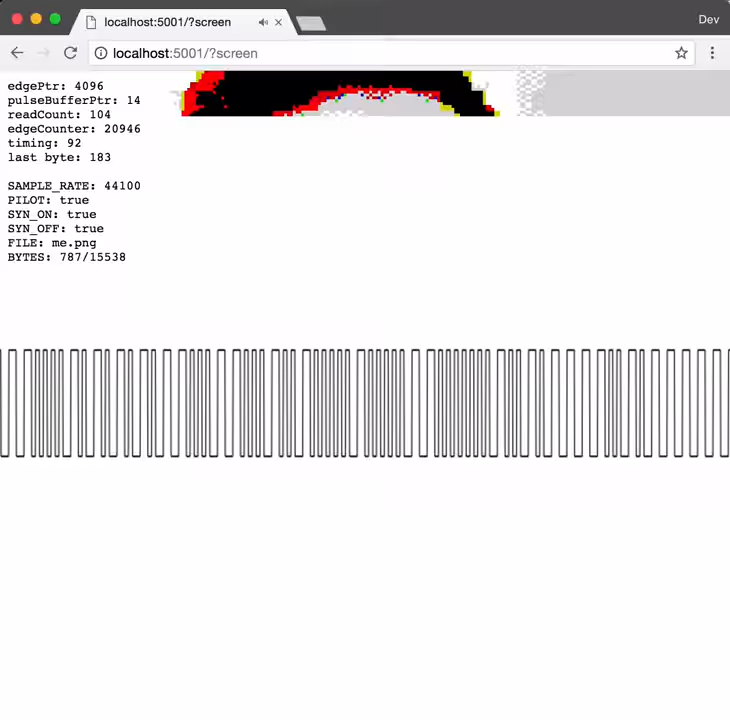 localhost:5001/?screen
Dev
localhost:5001/?screen
edgePtr: 4096
pulseBufferPtr: 14
readCount: 104
edgeCounter: 20946
timing: 92
last byte: 183
SAMPLE_RATE: 44100
PILOT: true
SYN_ON: true
SYN_OFF: true
FILE: me.png
BYTES: 787/15538